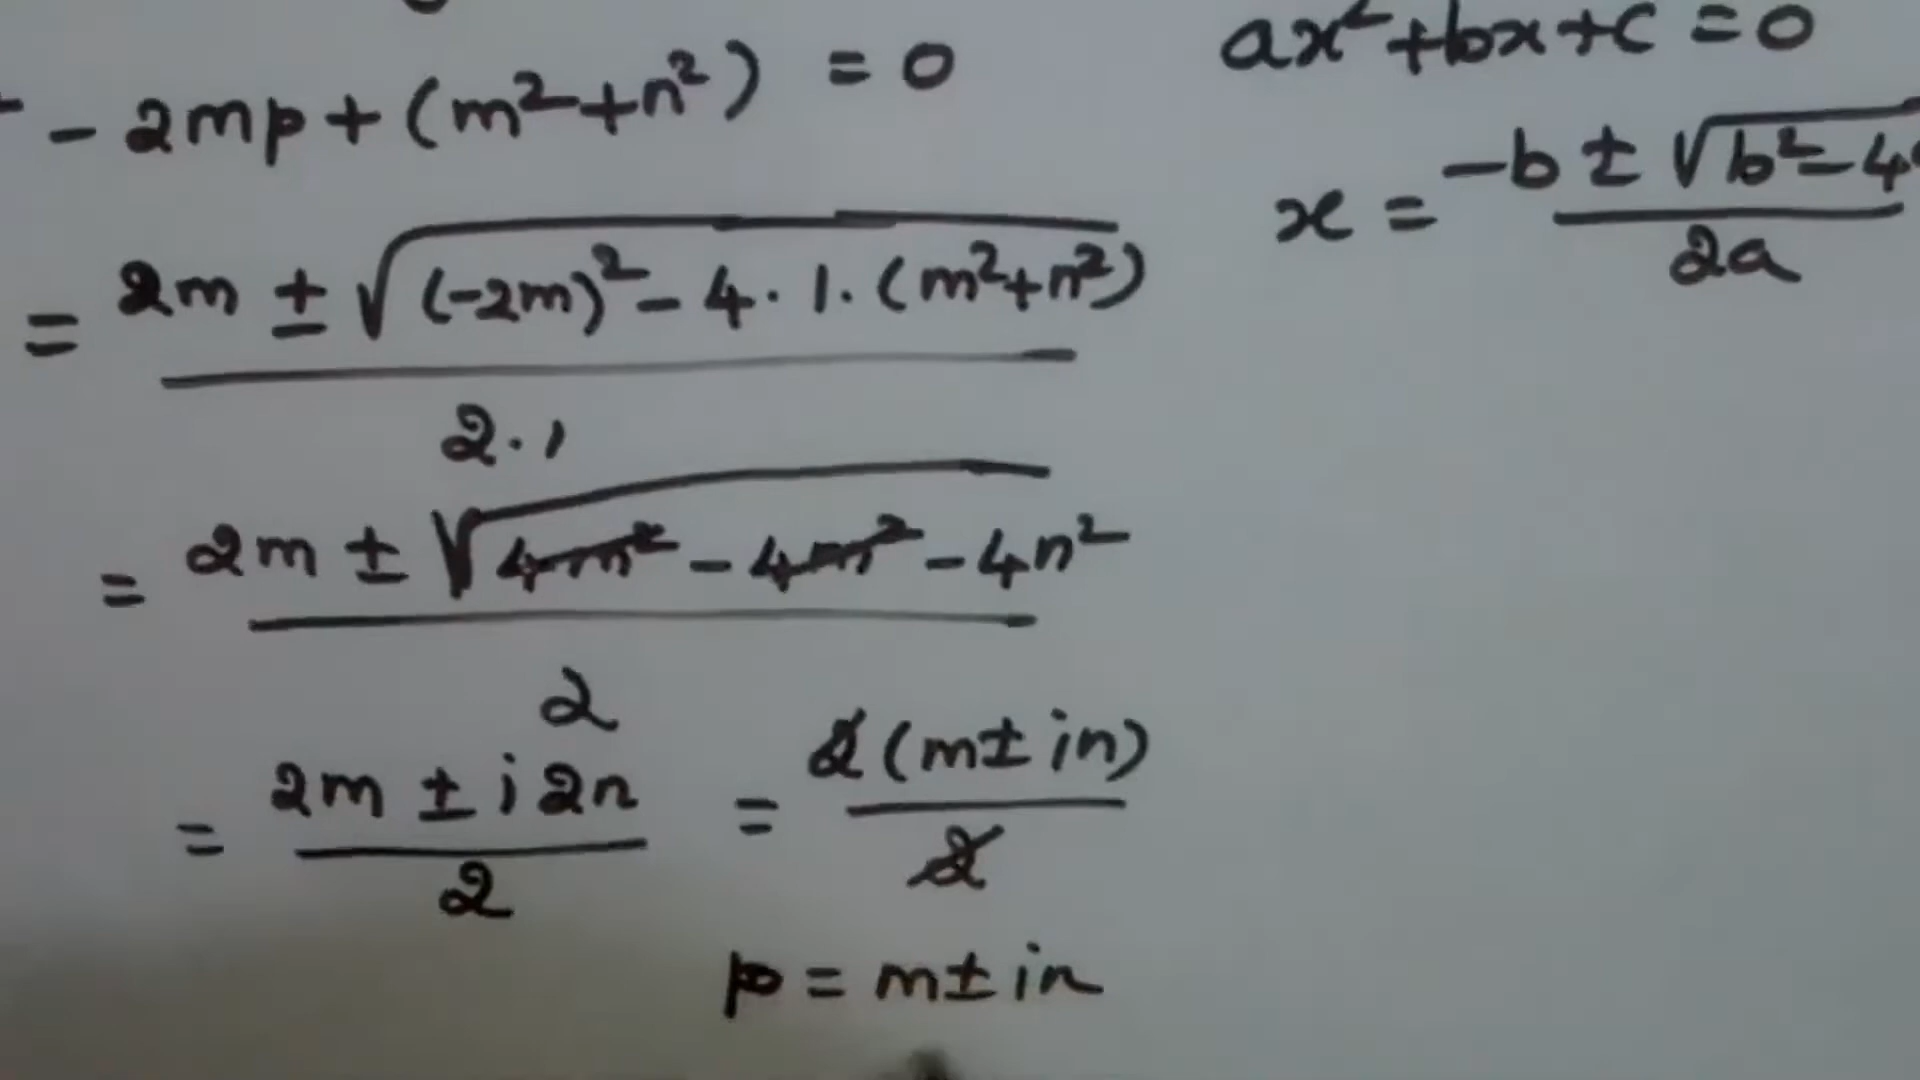 - 2mp + (m²+n²) = 0
= 2m ± √(-2m)² - 4 . 1 . (m²+n²)
2 . 1
= 2m ± √4m² - 4m² - 4n²
2
= 2m ± i2n / 2 = 2(m ± in) / 2
p = m ± in
ax² + bx + c = 0
x = -b ± √b² - 4
2a